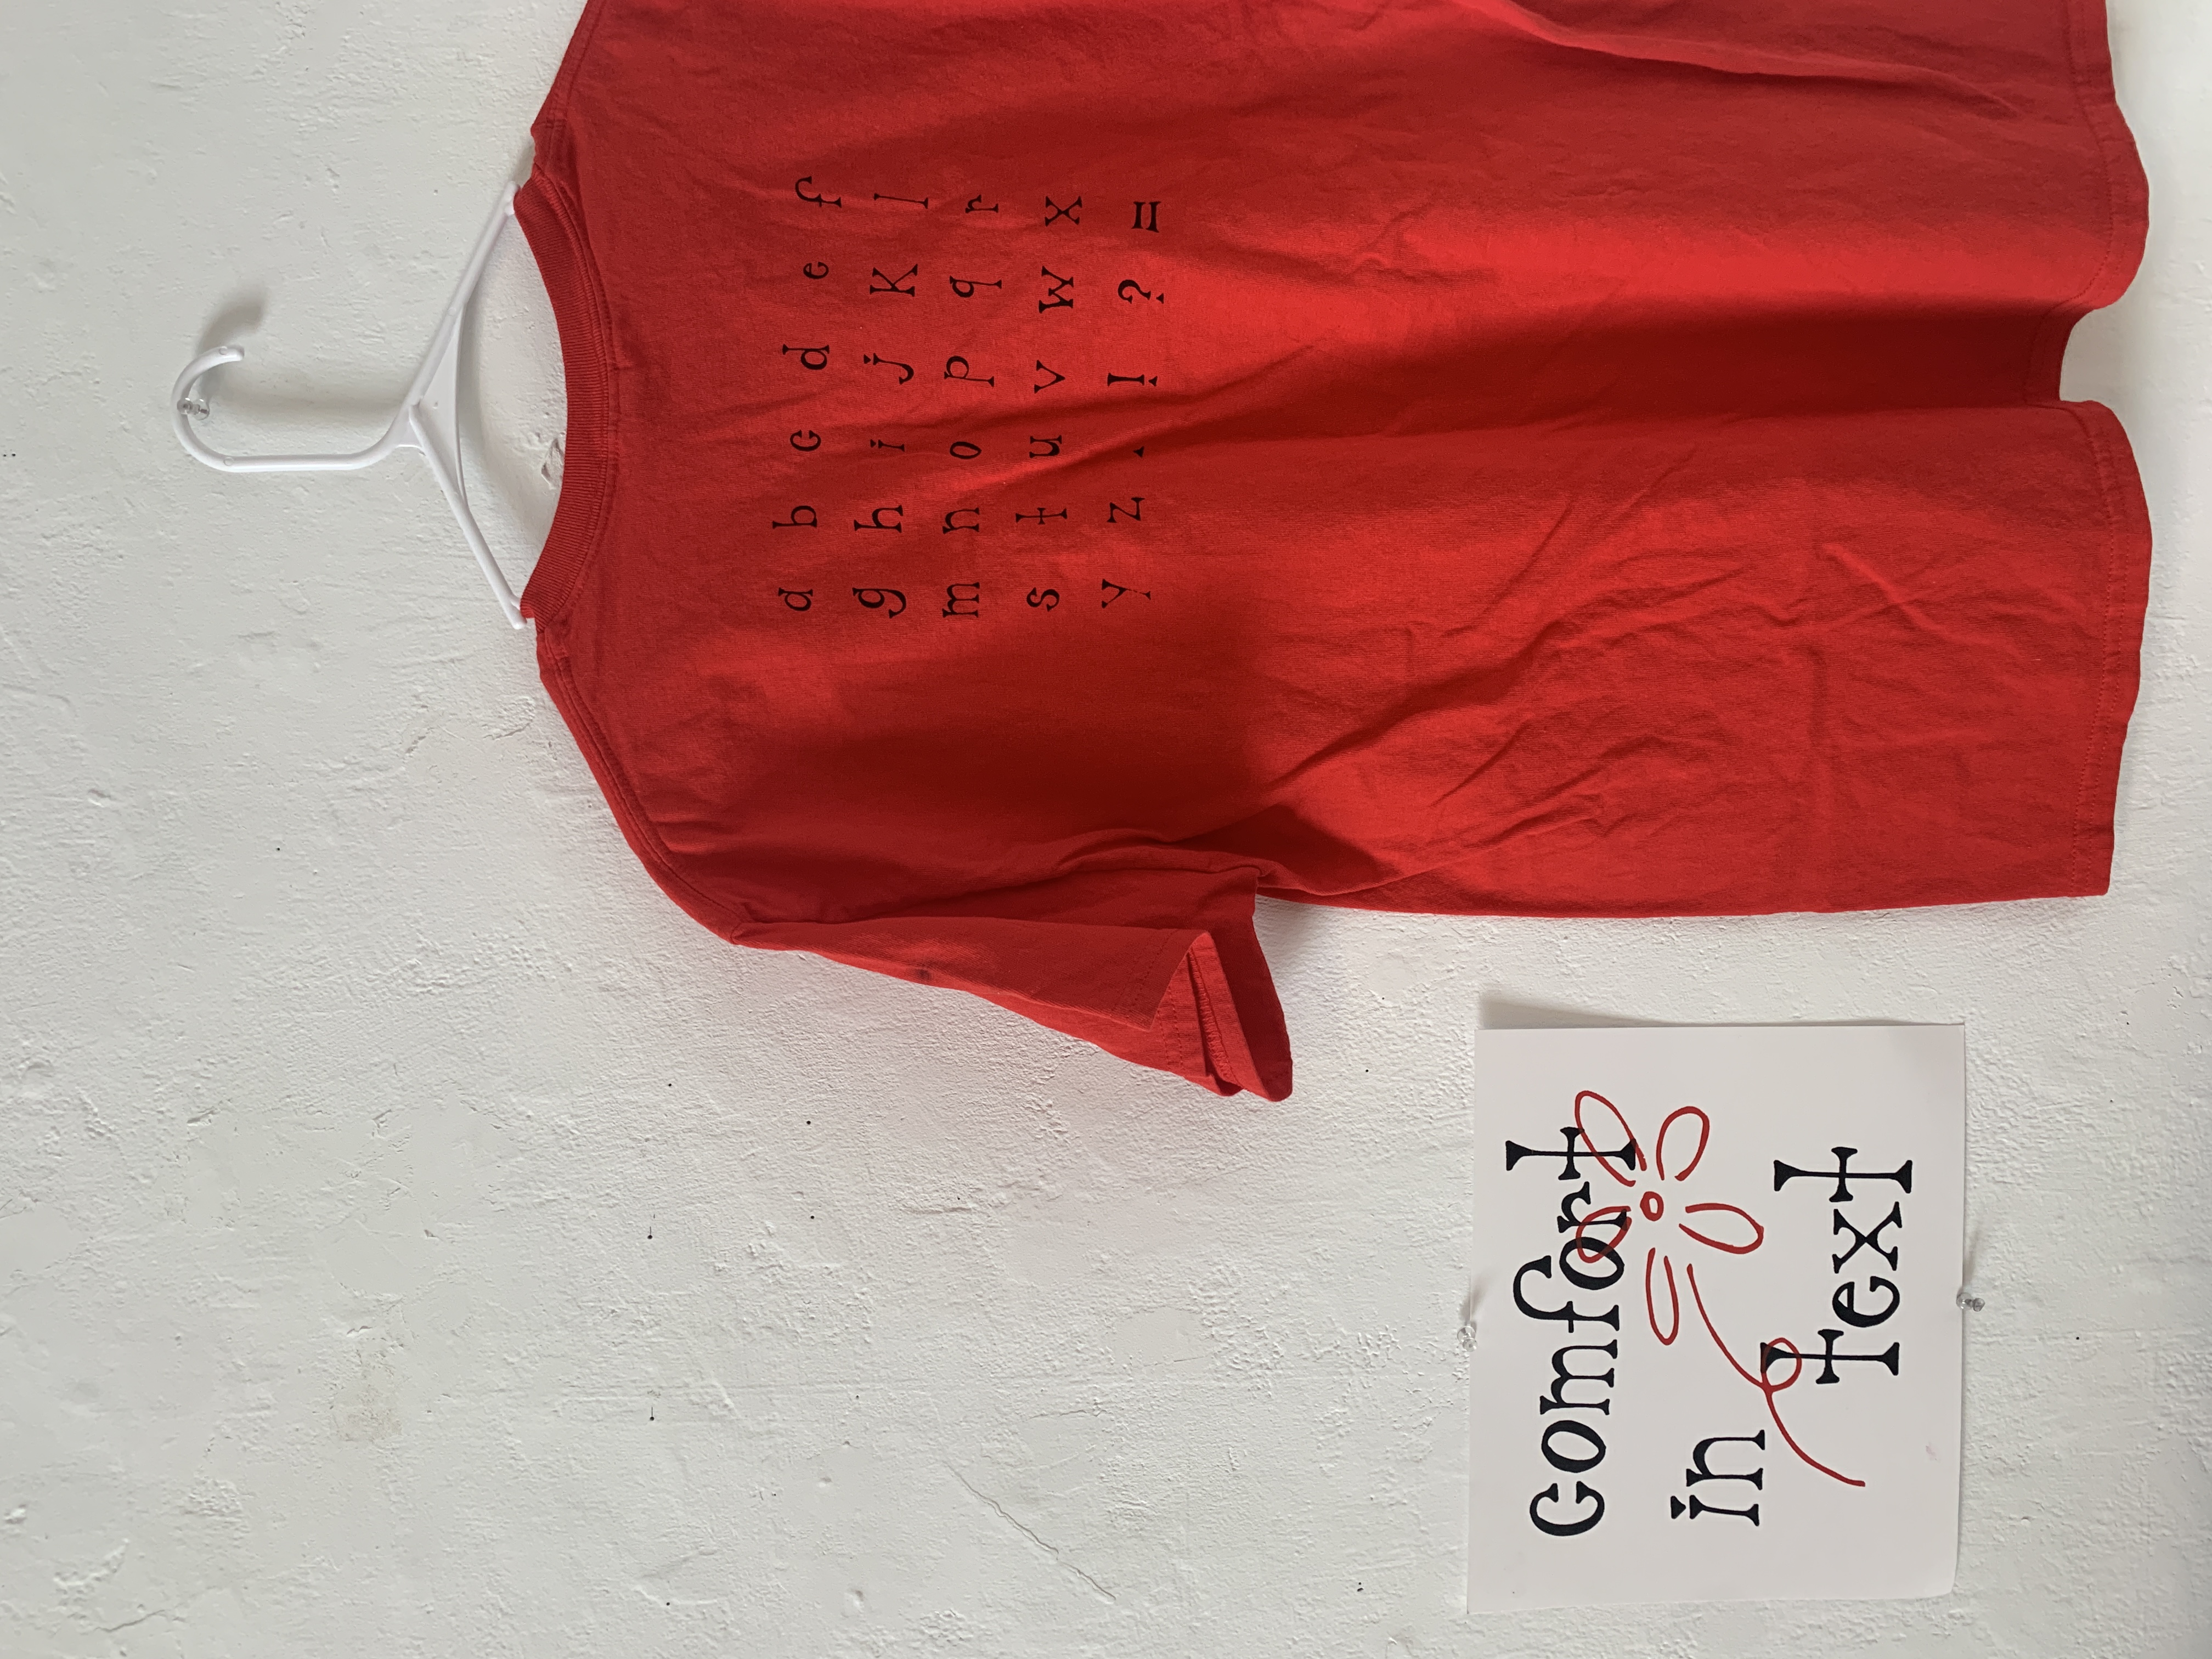 a b c d e f
g h i j k l
m n o p q r
s t u v w x
y z . ! ? =
comfort
in
text